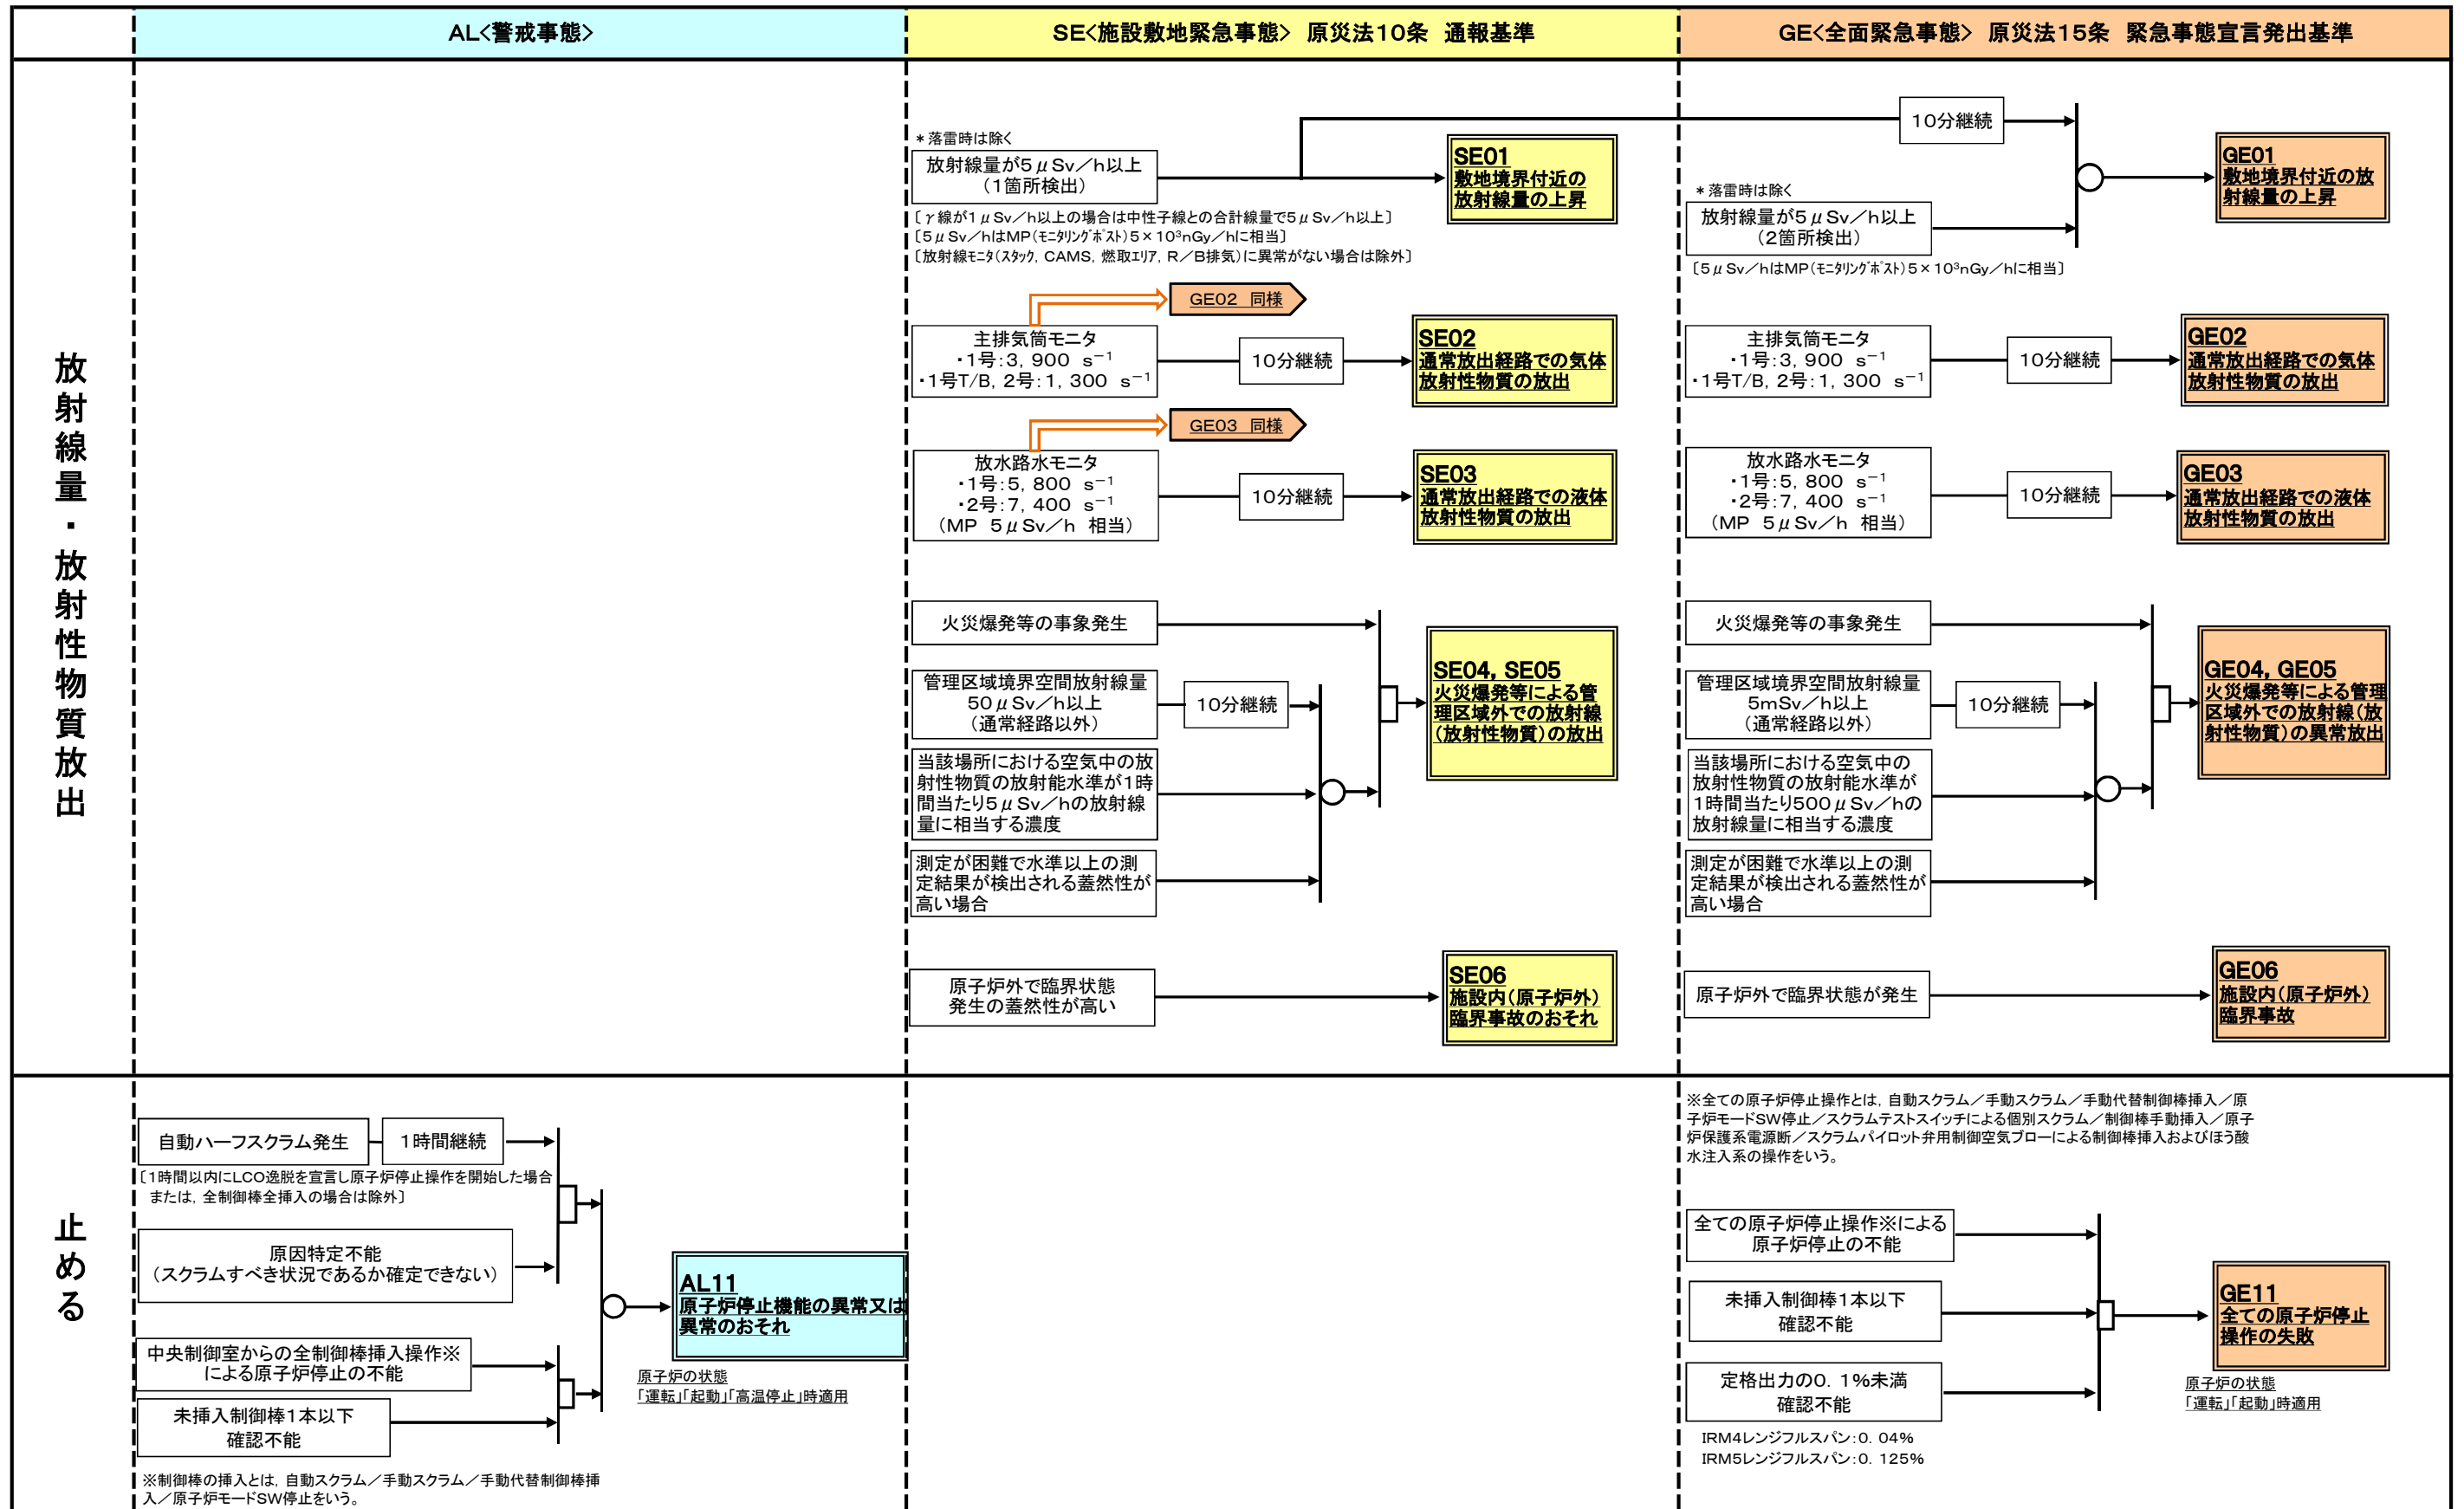 AL<警戒事態>
SE<施設敷地緊急事態> 原災法10条 通報基準
GE<全面緊急事態> 原災法15条 緊急事態宣言発出基準
放射線量・放射性物質放出
*落雷時は除く
放射線量が5μSv/h以上
(1箇所検出)
SE01
敷地境界付近の
放射線量の上昇
〔γ線が1μSv/h以上の場合は中性子線との合計線量で5μSv/h以上〕
〔5μSv/hはMP(モニタリングポスト)5×10³nGy/hに相当〕
〔放射線モニタ(スタック, CAMS, 燃取エリア, R/B排気)に異常がない場合は除外〕
10分継続
*落雷時は除く
放射線量が5μSv/h以上
(2箇所検出)
〔5μSv/hはMP(モニタリングポスト)5×10³nGy/hに相当〕
GE01
敷地境界付近の放
射線量の上昇
GE02 同様
主排気筒モニタ
・1号:3, 900 s⁻¹
・1号T/B, 2号:1, 300 s⁻¹
10分継続
SE02
通常放出経路での気体
放射性物質の放出
主排気筒モニタ
・1号:3, 900 s⁻¹
・1号T/B, 2号:1, 300 s⁻¹
10分継続
GE02
通常放出経路での気体
放射性物質の放出
GE03 同様
放水路水モニタ
・1号:5, 800 s⁻¹
・2号:7, 400 s⁻¹
(MP 5μSv/h 相当)
10分継続
SE03
通常放出経路での液体
放射性物質の放出
放水路水モニタ
・1号:5, 800 s⁻¹
・2号:7, 400 s⁻¹
(MP 5μSv/h 相当)
10分継続
GE03
通常放出経路での液体
放射性物質の放出
火災爆発等の事象発生
管理区域境界空間放射線量
50μSv/h以上
(通常経路以外)
10分継続
当該場所における空気中の放
射性物質の放射能水準が1時
間当たり5μSv/hの放射線
量に相当する濃度
測定が困難で水準以上の測
定結果が検出される蓋然性が
高い場合
SE04, SE05
火災爆発等による管
理区域外での放射線
(放射性物質)の放出
火災爆発等の事象発生
管理区域境界空間放射線量
5mSv/h以上
(通常経路以外)
10分継続
当該場所における空気中の
放射性物質の放射能水準が
1時間当たり500μSv/hの
放射線量に相当する濃度
測定が困難で水準以上の測
定結果が検出される蓋然性が
高い場合
GE04, GE05
火災爆発等による管理
区域外での放射線(放
射性物質)の異常放出
原子炉外で臨界状態
発生の蓋然性が高い
SE06
施設内(原子炉外)
臨界事故のおそれ
原子炉外で臨界状態が発生
GE06
施設内(原子炉外)
臨界事故
止める
自動ハーフスクラム発生
1時間継続
〔1時間以内にLCO逸脱を宣言し原子炉停止操作を開始した場合
または, 全制御棒全挿入の場合は除外〕
原因特定不能
(スクラムすべき状況であるか確定できない)
中央制御室からの全制御棒挿入操作※
による原子炉停止の不能
未挿入制御棒1本以下
確認不能
※制御棒の挿入とは, 自動スクラム/手動スクラム/手動代替制御棒挿
入/原子炉モードSW停止をいう。
AL11
原子炉停止機能の異常又は
異常のおそれ
原子炉の状態
「運転」「起動」「高温停止」時適用
※全ての原子炉停止操作とは, 自動スクラム/手動スクラム/手動代替制御棒挿入/原
子炉モードSW停止/スクラムテストスイッチによる個別スクラム/制御棒手動挿入/原子
炉保護系電源断/スクラムパイロット弁用制御空気ブローによる制御棒挿入およびほう酸
水注入系の操作をいう。
全ての原子炉停止操作※による
原子炉停止の不能
未挿入制御棒1本以下
確認不能
定格出力の0. 1%未満
確認不能
IRM4レンジフルスパン:0. 04%
IRM5レンジフルスパン:0. 125%
GE11
全ての原子炉停止
操作の失敗
原子炉の状態
「運転」「起動」時適用